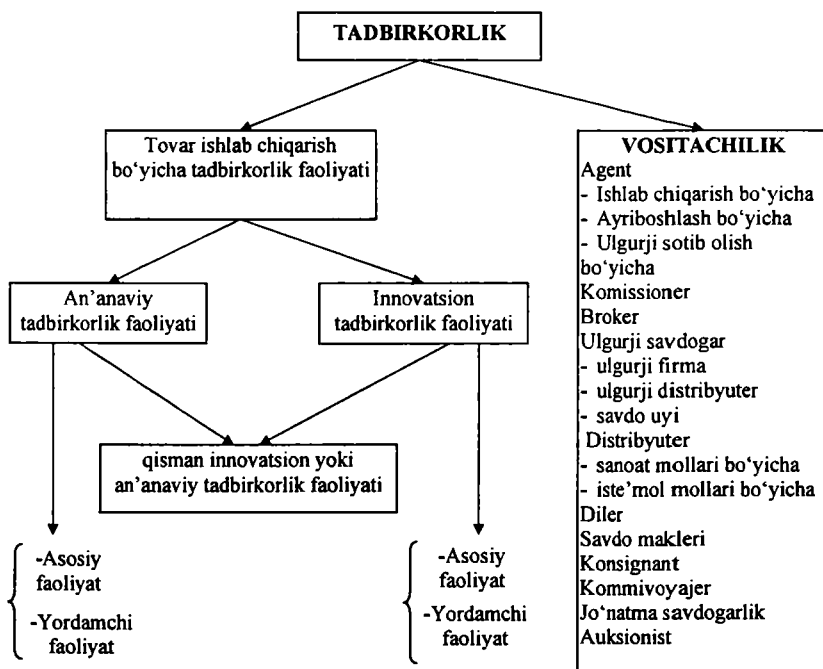 TADBIRKORLIK
Tovar ishlab chiqarish
bo‘yicha tadbirkorlik faoliyati
An’anaviy
tadbirkorlik faoliyati
Innovatsion
tadbirkorlik faoliyati
qisman innovatsion yoki
an’anaviy tadbirkorlik faoliyati
-Asosiy
faoliyat
-Yordamchi
faoliyat
-Asosiy
faoliyat
-Yordamchi
faoliyat
VOSITACHILIK
Agent
- Ishlab chiqarish bo‘yicha
- Ayriboshlash bo‘yicha
- Ulgurji sotib olish
bo‘yicha
Komissioner
Broker
Ulgurji savdogar
- ulgurji firma
- ulgurji distribyuter
- savdo uyi
Distribyuter
- sanoat mollari bo‘yicha
- iste’mol mollari bo‘yicha
Diler
Savdo makleri
Konsignant
Kommivoyajer
Jo‘natma savdogarlik
Auksionist